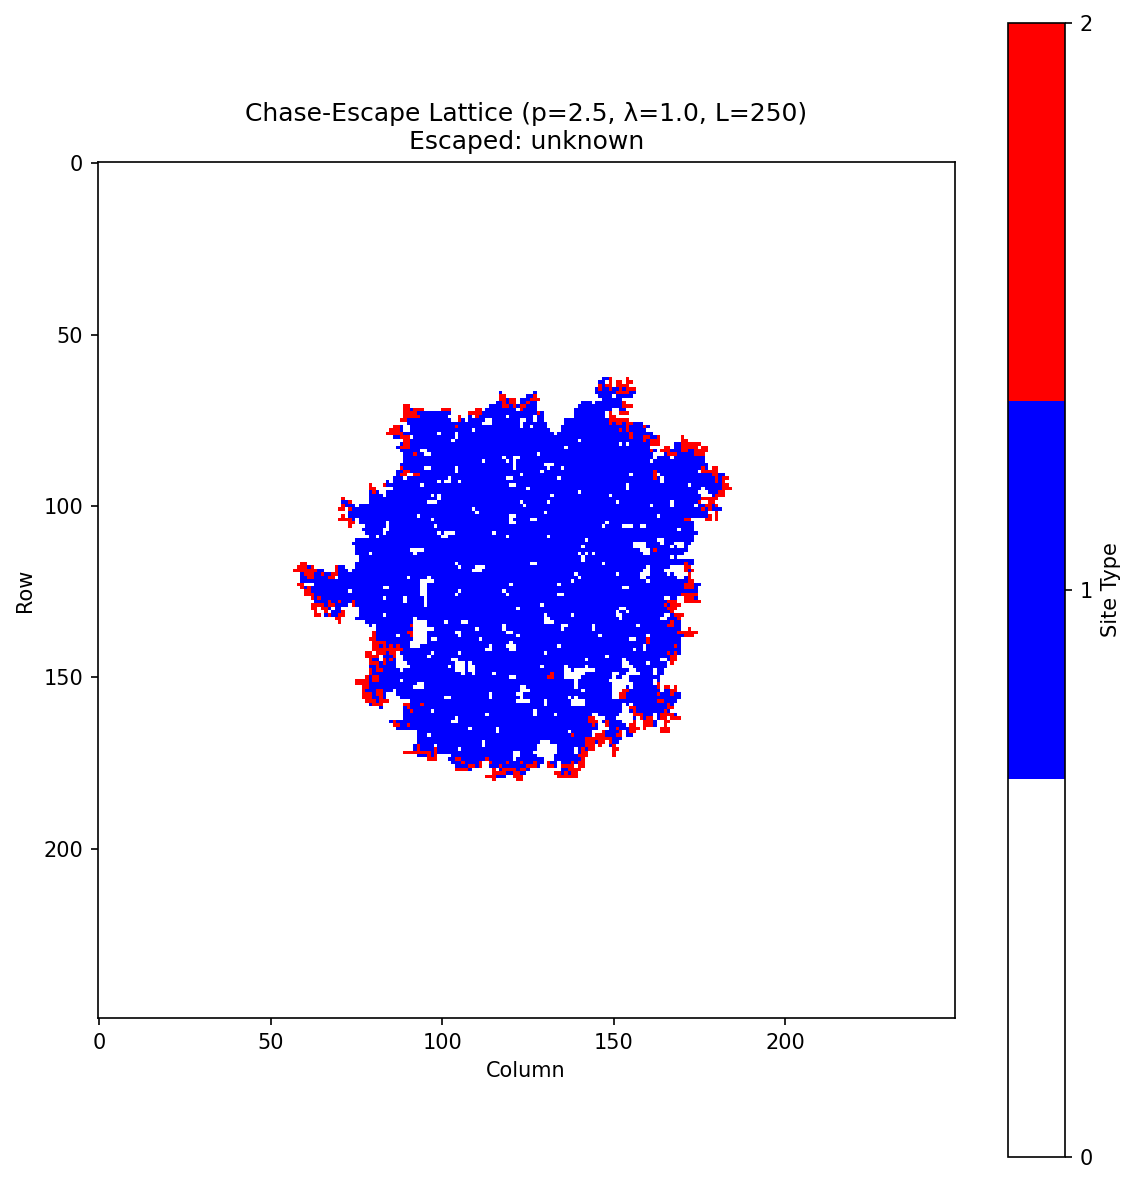 Chase-Escape Lattice (p=2.5, λ=1.0, L=250)
Escaped: unknown
0
50
100
150
200
Row
0
50
100
150
200
Column
2
1
0
Site Type